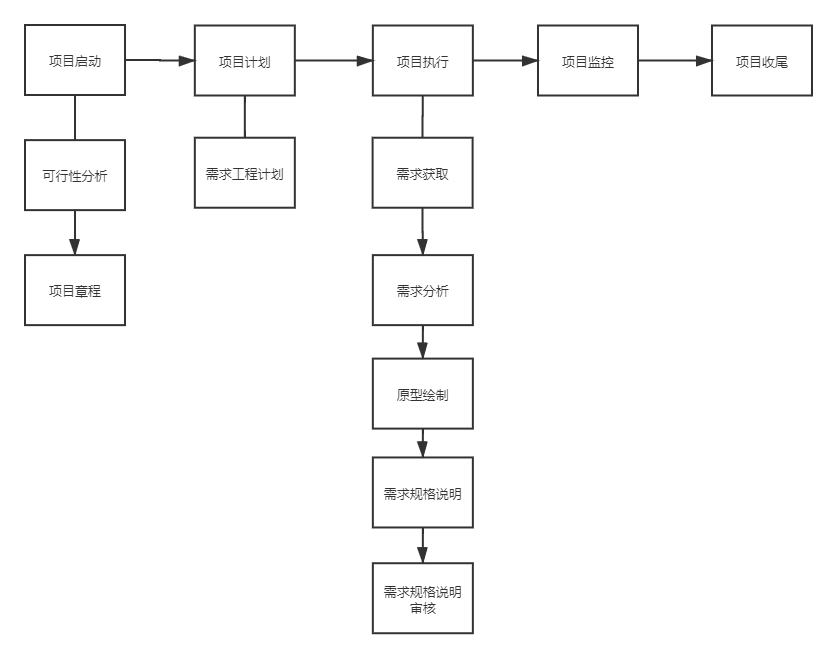 项目启动
项目计划
项目执行
项目监控
项目收尾
可行性分析
需求工程计划
需求获取
项目章程
需求分析
原型绘制
需求规格说明
需求规格说明
审核